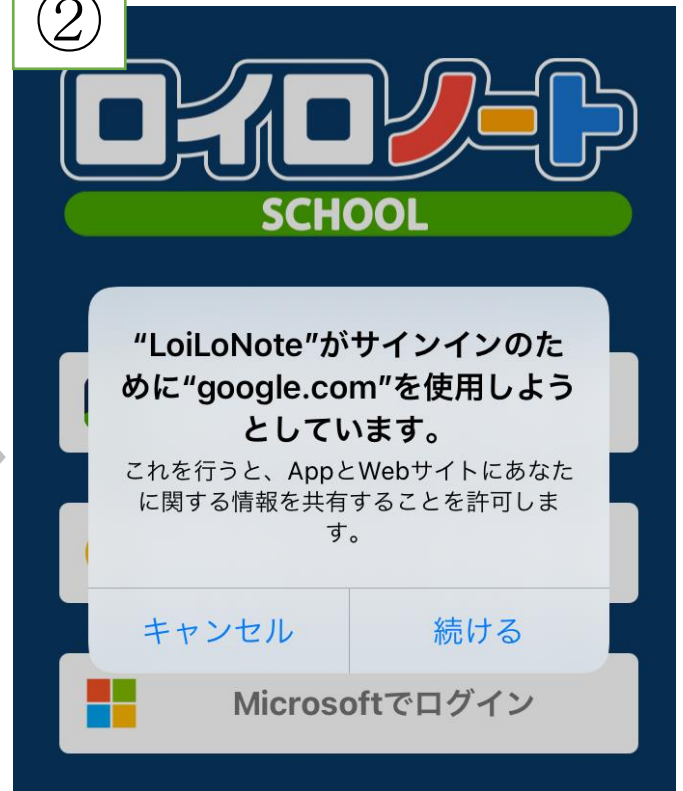 ②
ロイロノート
SCHOOL
“LoiLoNote”がサインインのた
めに“google.com”を使用しよう
としています。
これを行うと、AppとWebサイトにあなた
に関する情報を共有することを許可しま
す。
キャンセル
続ける
Microsoftでログイン